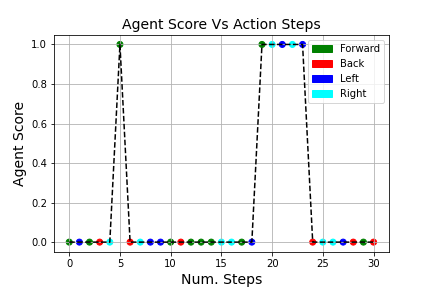 Agent Score Vs Action Steps
1.0
0.8
0.6
0.4
0.2
0.0
Agent Score
Forward
Back
Left
Right
0 5 10 15 20 25 30
Num. Steps